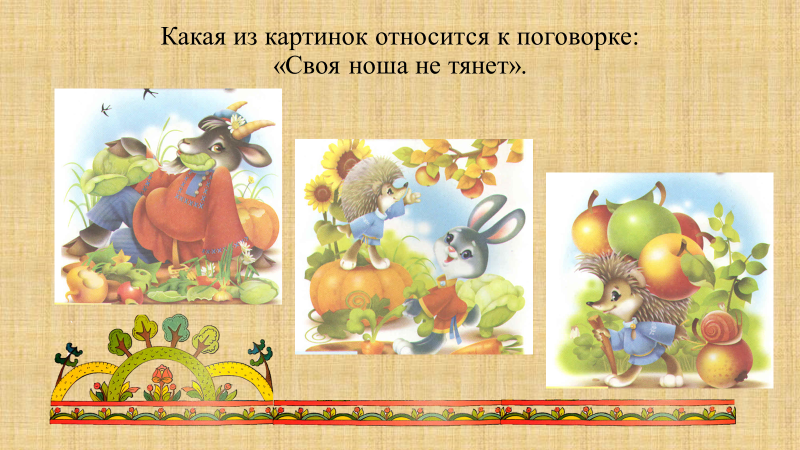 Какая из картинок относится к поговорке:
«Своя ноша не тянет».